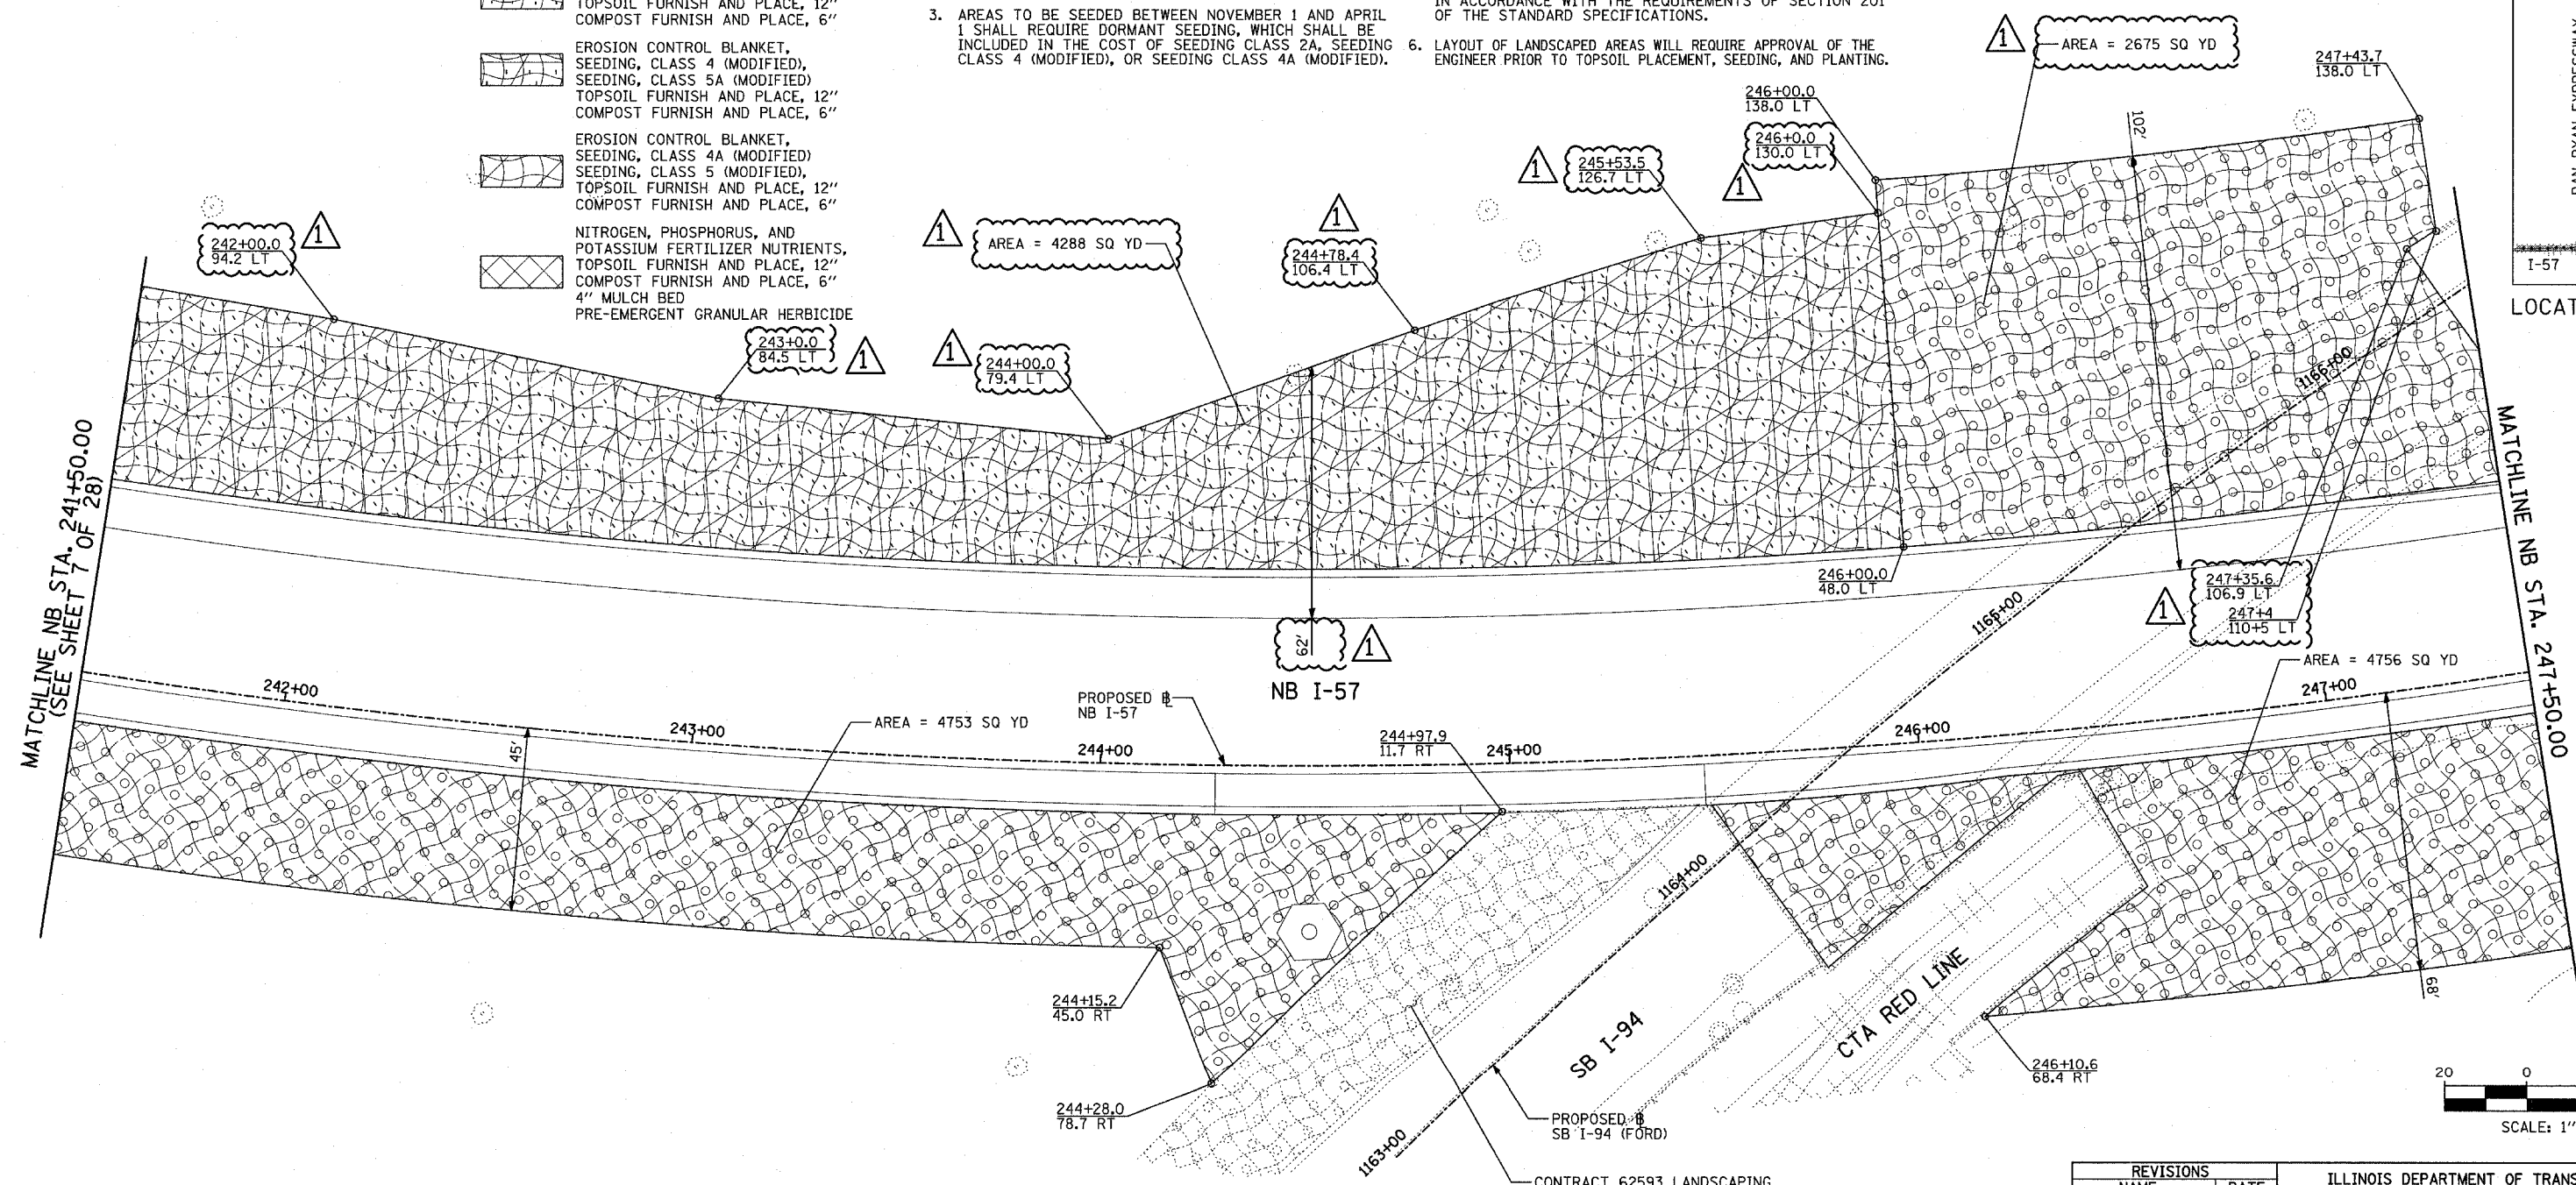 TOPSOIL FURNISH AND PLACE, 12"
COMPOST FURNISH AND PLACE, 6"
EROSION CONTROL BLANKET,
SEEDING, CLASS 4 (MODIFIED),
SEEDING, CLASS 5A (MODIFIED)
TOPSOIL FURNISH AND PLACE, 12"
COMPOST FURNISH AND PLACE, 6"
EROSION CONTROL BLANKET,
SEEDING, CLASS 4A (MODIFIED)
SEEDING, CLASS 5 (MODIFIED),
TOPSOIL FURNISH AND PLACE, 12"
COMPOST FURNISH AND PLACE, 6"
NITROGEN, PHOSPHORUS, AND
POTASSIUM FERTILIZER NUTRIENTS,
TOPSOIL FURNISH AND PLACE, 12"
COMPOST FURNISH AND PLACE, 6"
4" MULCH BED
PRE-EMERGENT GRANULAR HERBICIDE
3. AREAS TO BE SEEDED BETWEEN NOVEMBER 1 AND APRIL
1 SHALL REQUIRE DORMANT SEEDING, WHICH SHALL BE
INCLUDED IN THE COST OF SEEDING CLASS 2A, SEEDING
CLASS 4 (MODIFIED), OR SEEDING CLASS 4A (MODIFIED).
IN ACCORDANCE WITH THE REQUIREMENTS OF SECTION 201
OF THE STANDARD SPECIFICATIONS.
6. LAYOUT OF LANDSCAPED AREAS WILL REQUIRE APPROVAL OF THE
ENGINEER PRIOR TO TOPSOIL PLACEMENT, SEEDING, AND PLANTING.
1
AREA = 2675 SQ YD
247+43.7
138.0 LT
246+00.0
138.0 LT
246+0.0
130.0 LT
1
1
245+53.5
126.7 LT
102'
242+00.0
94.2 LT
1
1
AREA = 4288 SQ YD
1
244+78.4
106.4 LT
243+0.0
84.5 LT
1
1
244+00.0
79.4 LT
I-57
LOCAT
1166+00
MATCHLINE NB STA. 241+50.00
(SEE SHEET 7 OF 28)
MATCHLINE NB STA. 247+50.00
246+00.0
48.0 LT
1
247+35.6
106.9 LT
247+4
110+5 LT
1165+00
62'
1
NB I-57
AREA = 4756 SQ YD
242+00
243+00
244+00
245+00
246+00
247+00
PROPOSED ℄
NB I-57
AREA = 4753 SQ YD
45'
244+97.9
11.7 RT
1164+00
244+15.2
45.0 RT
244+28.0
78.7 RT
SB I-94
CTA RED LINE
68'
246+10.6
68.4 RT
PROPOSED ℄
SB I-94 (FORD)
1163+00
CONTRACT 62593 LANDSCAPING
20 0
SCALE: 1"
REVISIONS
NAME DATE
ILLINOIS DEPARTMENT OF TRANS